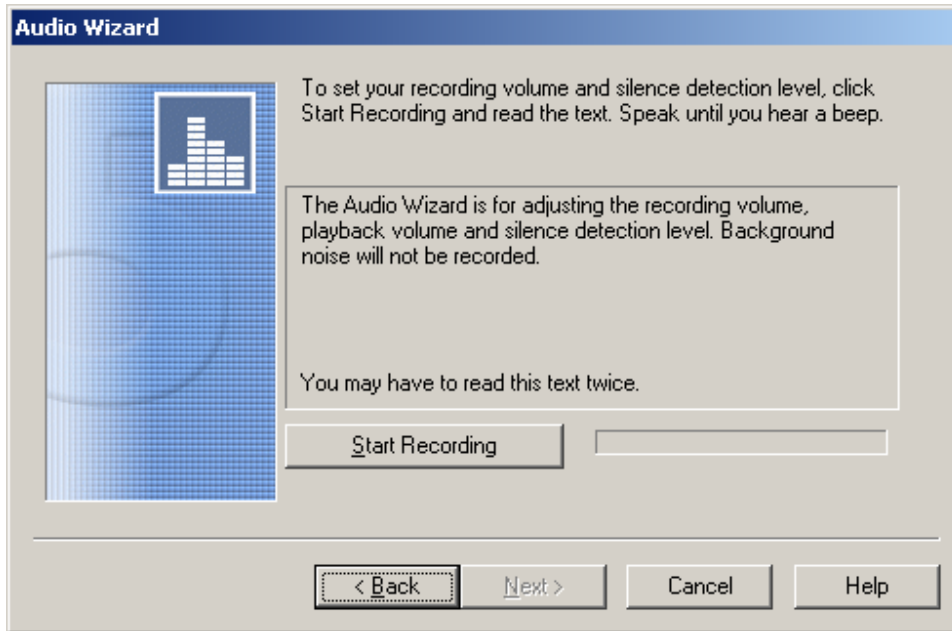 Audio Wizard
To set your recording volume and silence detection level, click
Start Recording and read the text. Speak until you hear a beep.
The Audio Wizard is for adjusting the recording volume,
playback volume and silence detection level. Background
noise will not be recorded.
You may have to read this text twice.
Start Recording
< Back
Next >
Cancel
Help